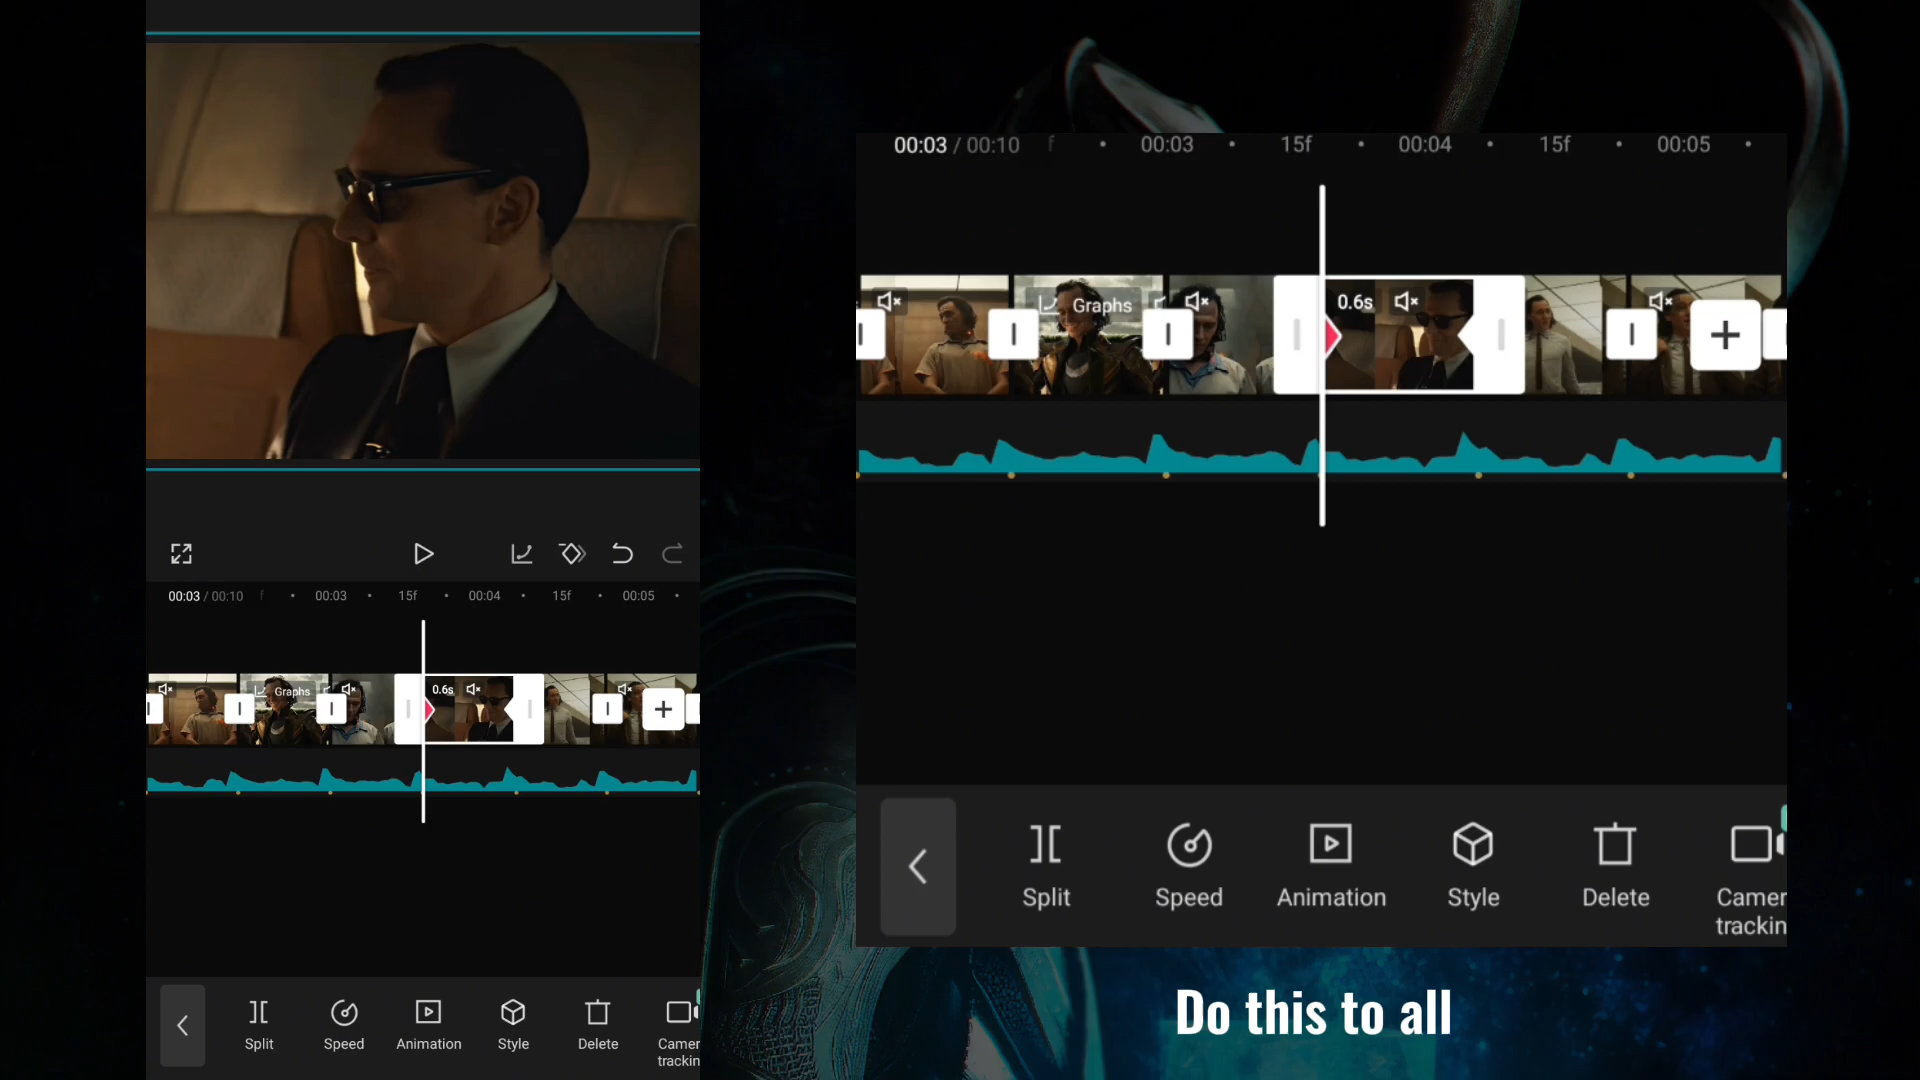 00:03 / 00:10 f 00:03 15f 00:04 15f 00:05
Graphs 0.6s
Split Speed Animation Style Delete Camer
trackin
00:03 / 00:10 f 00:03 15f 00:04 15f 00:05
Graphs 0.6s
Split Speed Animation Style Delete Camer
trackin
Do this to all